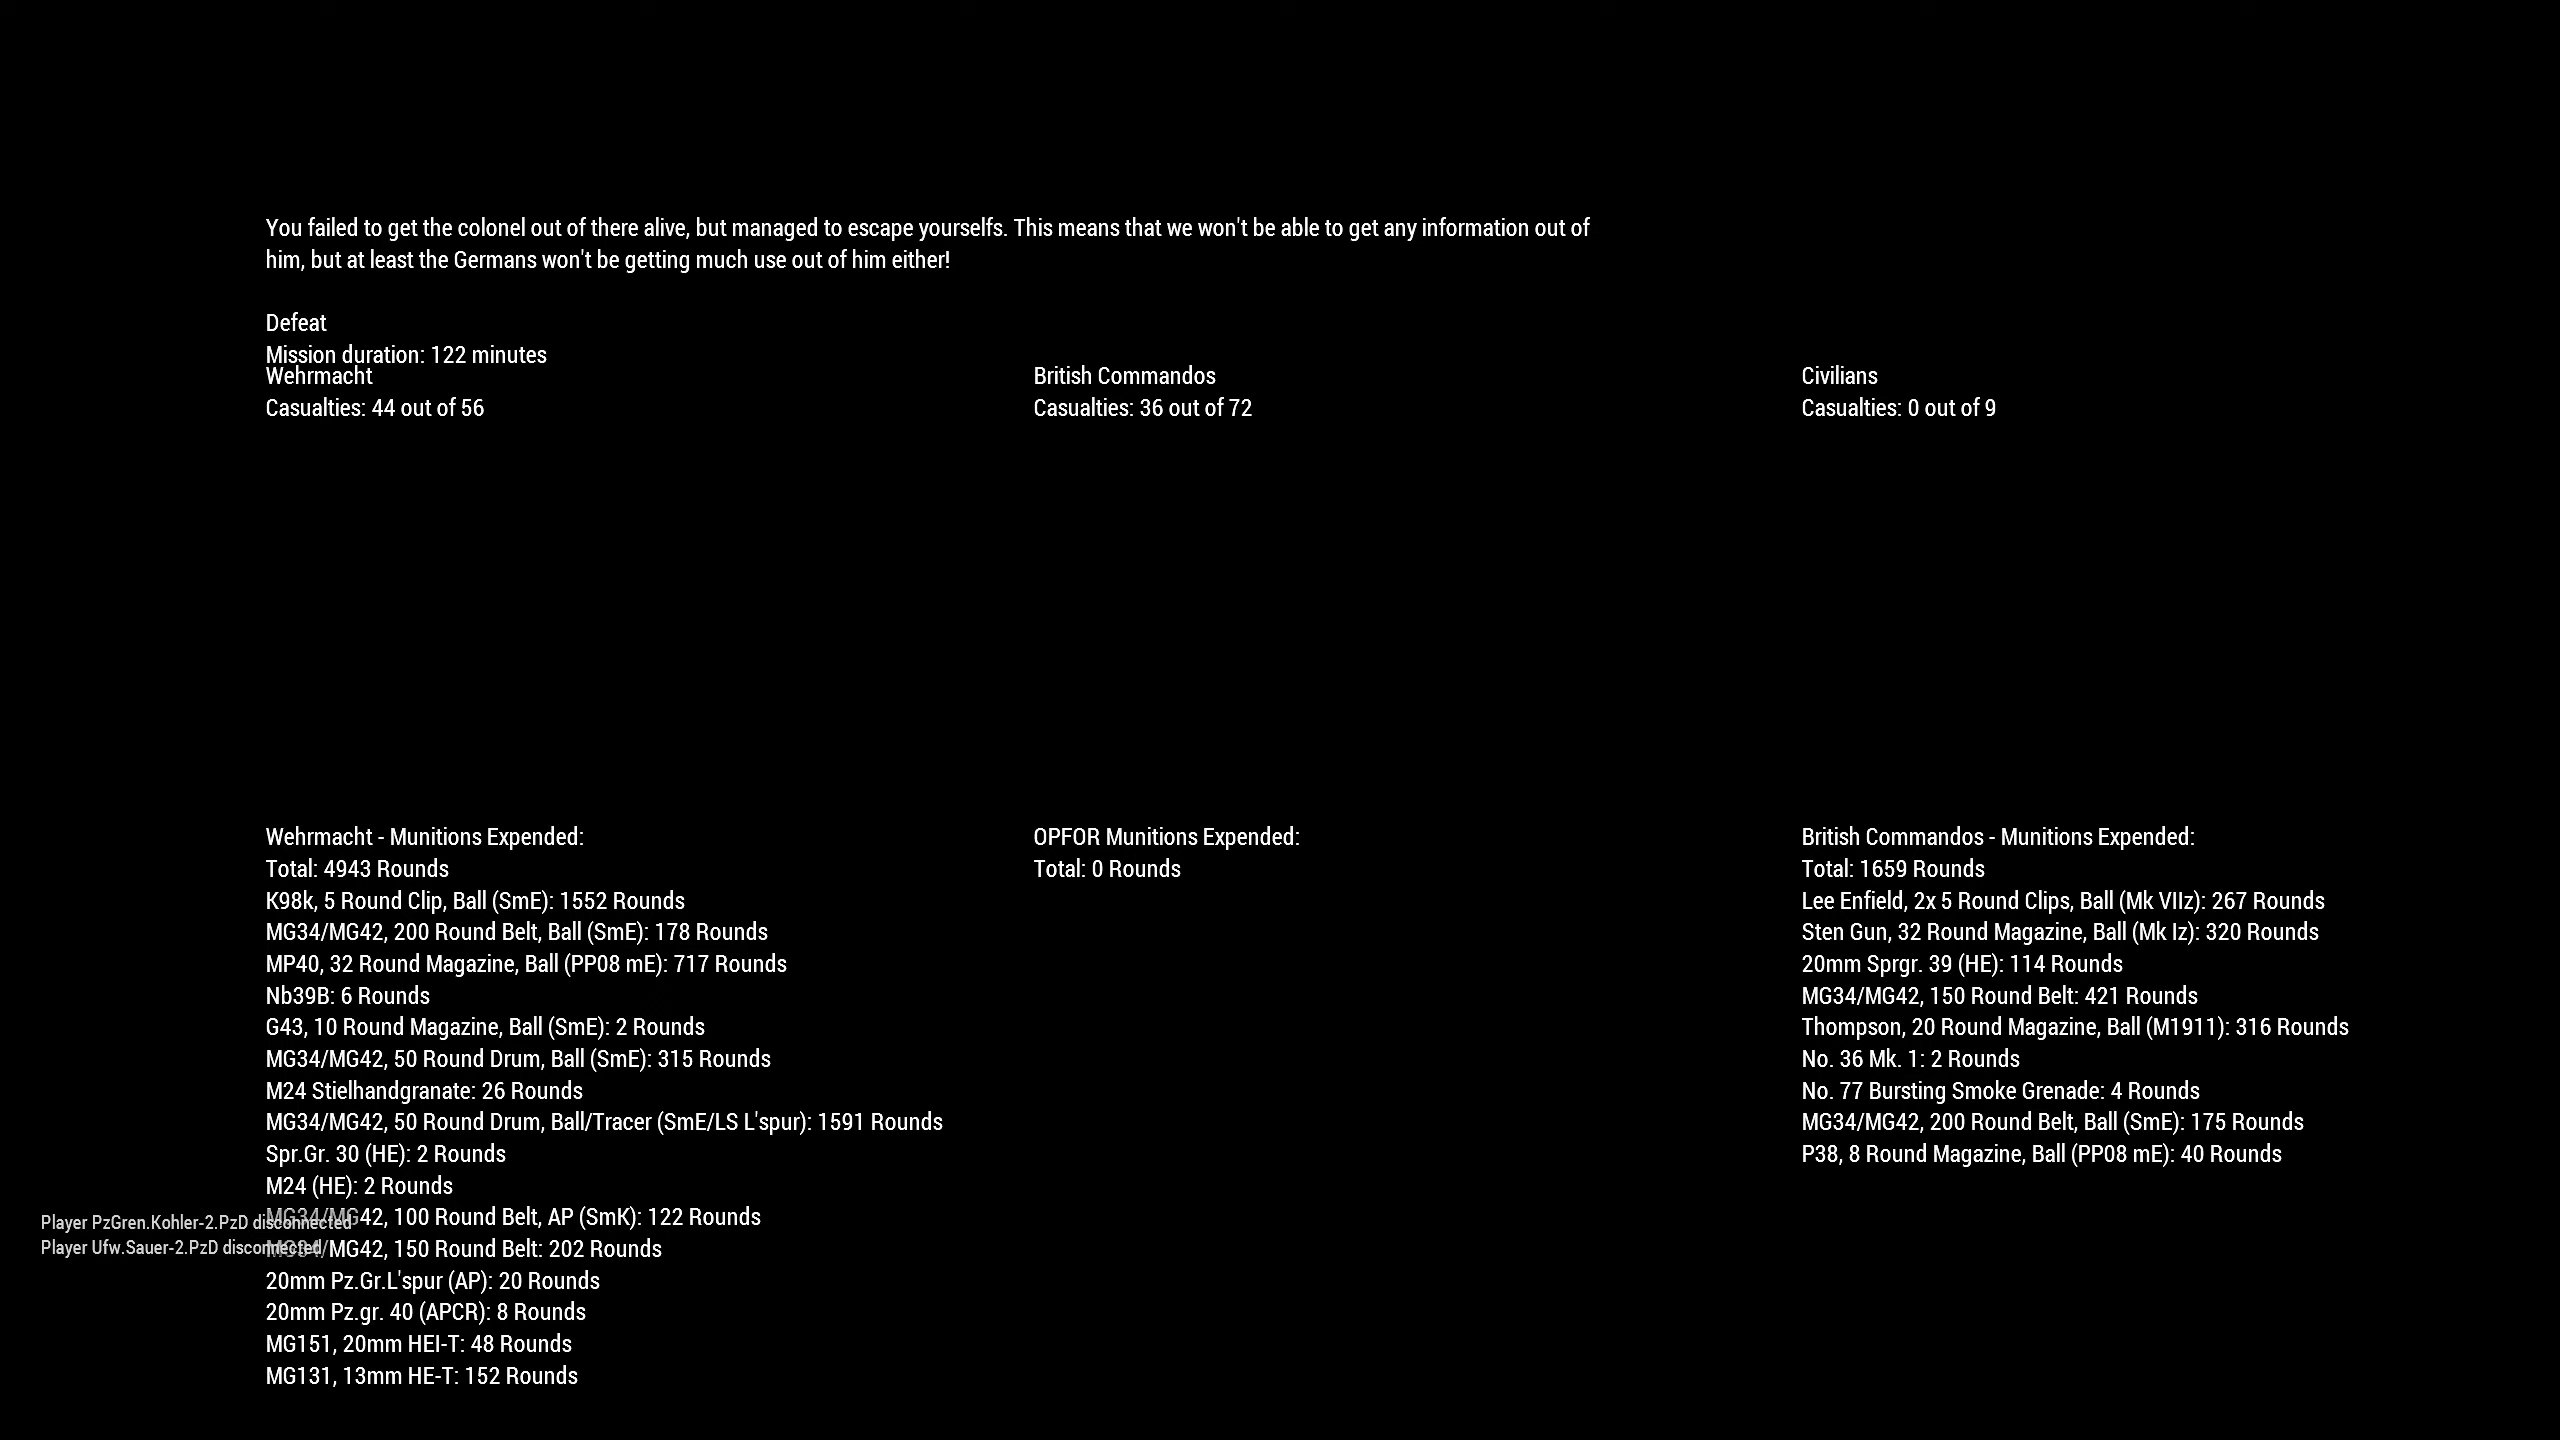 You failed to get the colonel out of there alive, but managed to escape yourselfs. This means that we won't be able to get any information out of
him, but at least the Germans won't be getting much use out of him either!
Defeat
Mission duration: 122 minutes
Wehrmacht
Casualties: 44 out of 56
British Commandos
Casualties: 36 out of 72
Civilians
Casualties: 0 out of 9
Wehrmacht - Munitions Expended:
Total: 4943 Rounds
K98k, 5 Round Clip, Ball (SmE): 1552 Rounds
MG34/MG42, 200 Round Belt, Ball (SmE): 178 Rounds
MP40, 32 Round Magazine, Ball (PP08 mE): 717 Rounds
Nb39B: 6 Rounds
G43, 10 Round Magazine, Ball (SmE): 2 Rounds
MG34/MG42, 50 Round Drum, Ball (SmE): 315 Rounds
M24 Stielhandgranate: 26 Rounds
MG34/MG42, 50 Round Drum, Ball/Tracer (SmE/LS L'spur): 1591 Rounds
Spr.Gr. 30 (HE): 2 Rounds
M24 (HE): 2 Rounds
MG34/MG42, 100 Round Belt, AP (SmK): 122 Rounds
MG34/MG42, 150 Round Belt: 202 Rounds
20mm Pz.Gr.L'spur (AP): 20 Rounds
20mm Pz.gr. 40 (APCR): 8 Rounds
MG151, 20mm HEI-T: 48 Rounds
MG131, 13mm HE-T: 152 Rounds
Player PzGren.Kohler-2.PzD disconnected
Player Ufw.Sauer-2.PzD disconnected
OPFOR Munitions Expended:
Total: 0 Rounds
British Commandos - Munitions Expended:
Total: 1659 Rounds
Lee Enfield, 2x 5 Round Clips, Ball (Mk VIIz): 267 Rounds
Sten Gun, 32 Round Magazine, Ball (Mk Iz): 320 Rounds
20mm Sprgr. 39 (HE): 114 Rounds
MG34/MG42, 150 Round Belt: 421 Rounds
Thompson, 20 Round Magazine, Ball (M1911): 316 Rounds
No. 36 Mk. 1: 2 Rounds
No. 77 Bursting Smoke Grenade: 4 Rounds
MG34/MG42, 200 Round Belt, Ball (SmE): 175 Rounds
P38, 8 Round Magazine, Ball (PP08 mE): 40 Rounds